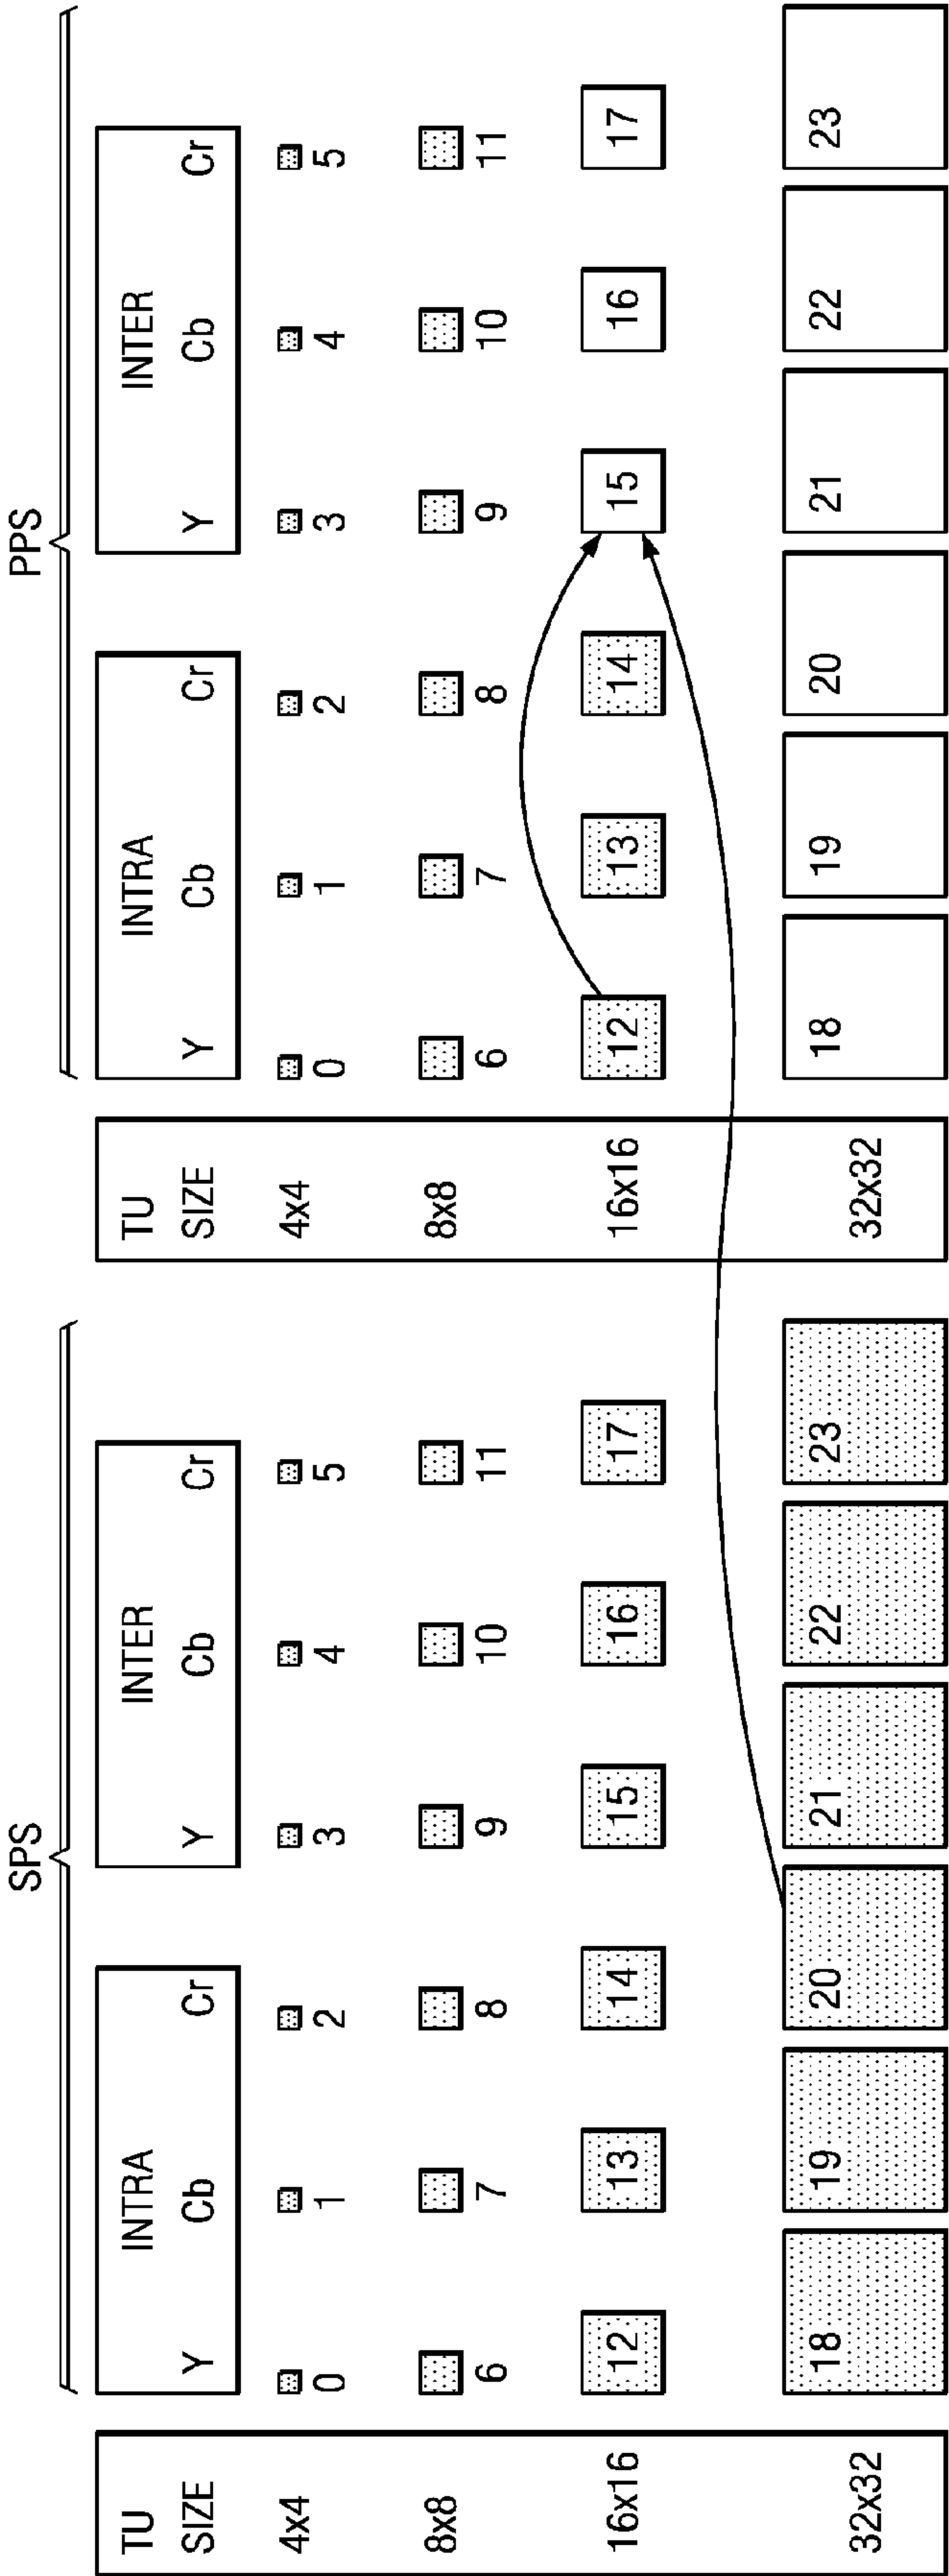 SPS
TU SIZE
INTRA
Y Cb Cr
INTER
Y Cb Cr
4x4
0 1 2 3 4 5
8x8
6 7 8 9 10 11
16x16
12 13 14 15 16 17
32x32
18 19 20 21 22 23
PPS
TU SIZE
INTRA
Y Cb Cr
INTER
Y Cb Cr
4x4
0 1 2 3 4 5
8x8
6 7 8 9 10 11
16x16
12 13 14 15 16 17
32x32
18 19 20 21 22 23